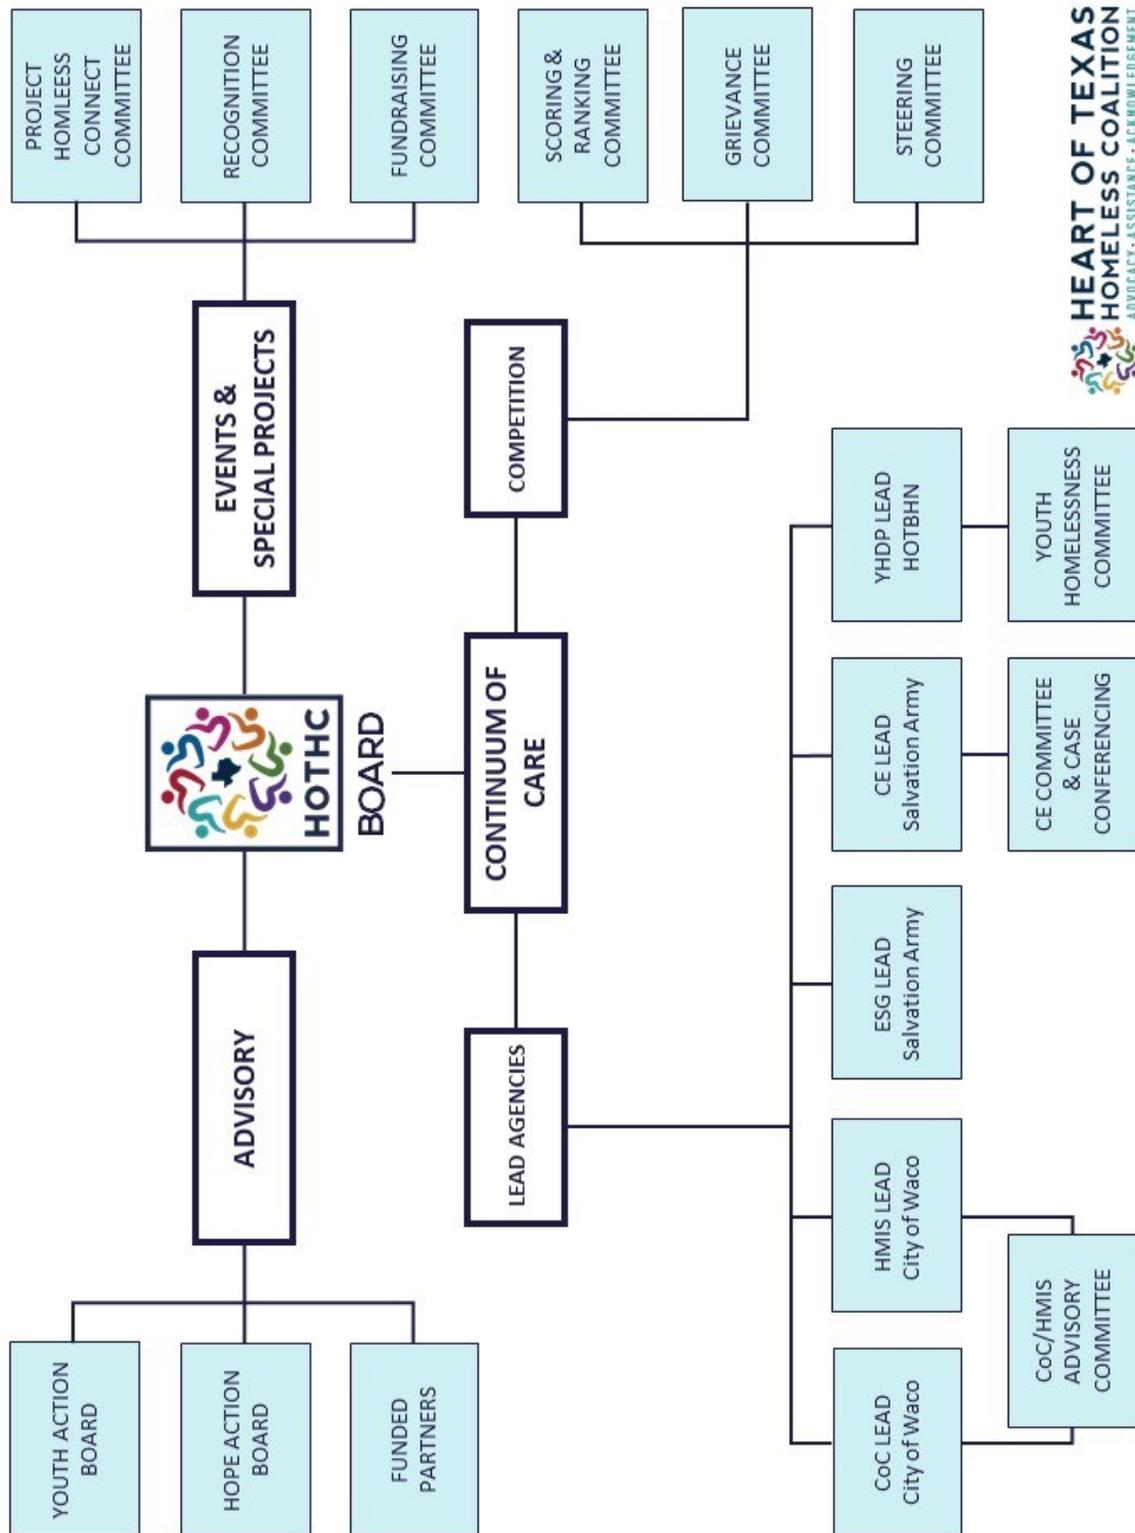 HOTHC
BOARD
ADVISORY
YOUTH ACTION
BOARD
HOPE ACTION
BOARD
FUNDED
PARTNERS
EVENTS &
SPECIAL PROJECTS
PROJECT
HOMLEESS
CONNECT
COMMITTEE
RECOGNITION
COMMITTEE
FUNDRAISING
COMMITTEE
CONTINUUM OF
CARE
LEAD AGENCIES
COMPETITION
SCORING &
RANKING
COMMITTEE
GRIEVANCE
COMMITTEE
STEERING
COMMITTEE
CoC LEAD
City of Waco
HMIS LEAD
City of Waco
ESG LEAD
Salvation Army
CE LEAD
Salvation Army
YHDP LEAD
HOTBHN
CoC/HMIS
ADVISORY
COMMITTEE
CE COMMITTEE
& CASE
CONFERENCING
YOUTH
HOMELESSNESS
COMMITTEE
HEART OF TEXAS
HOMELESS COALITION
ADVOCACY · ASSISTANCE · ACKNOWLEDGEMENT